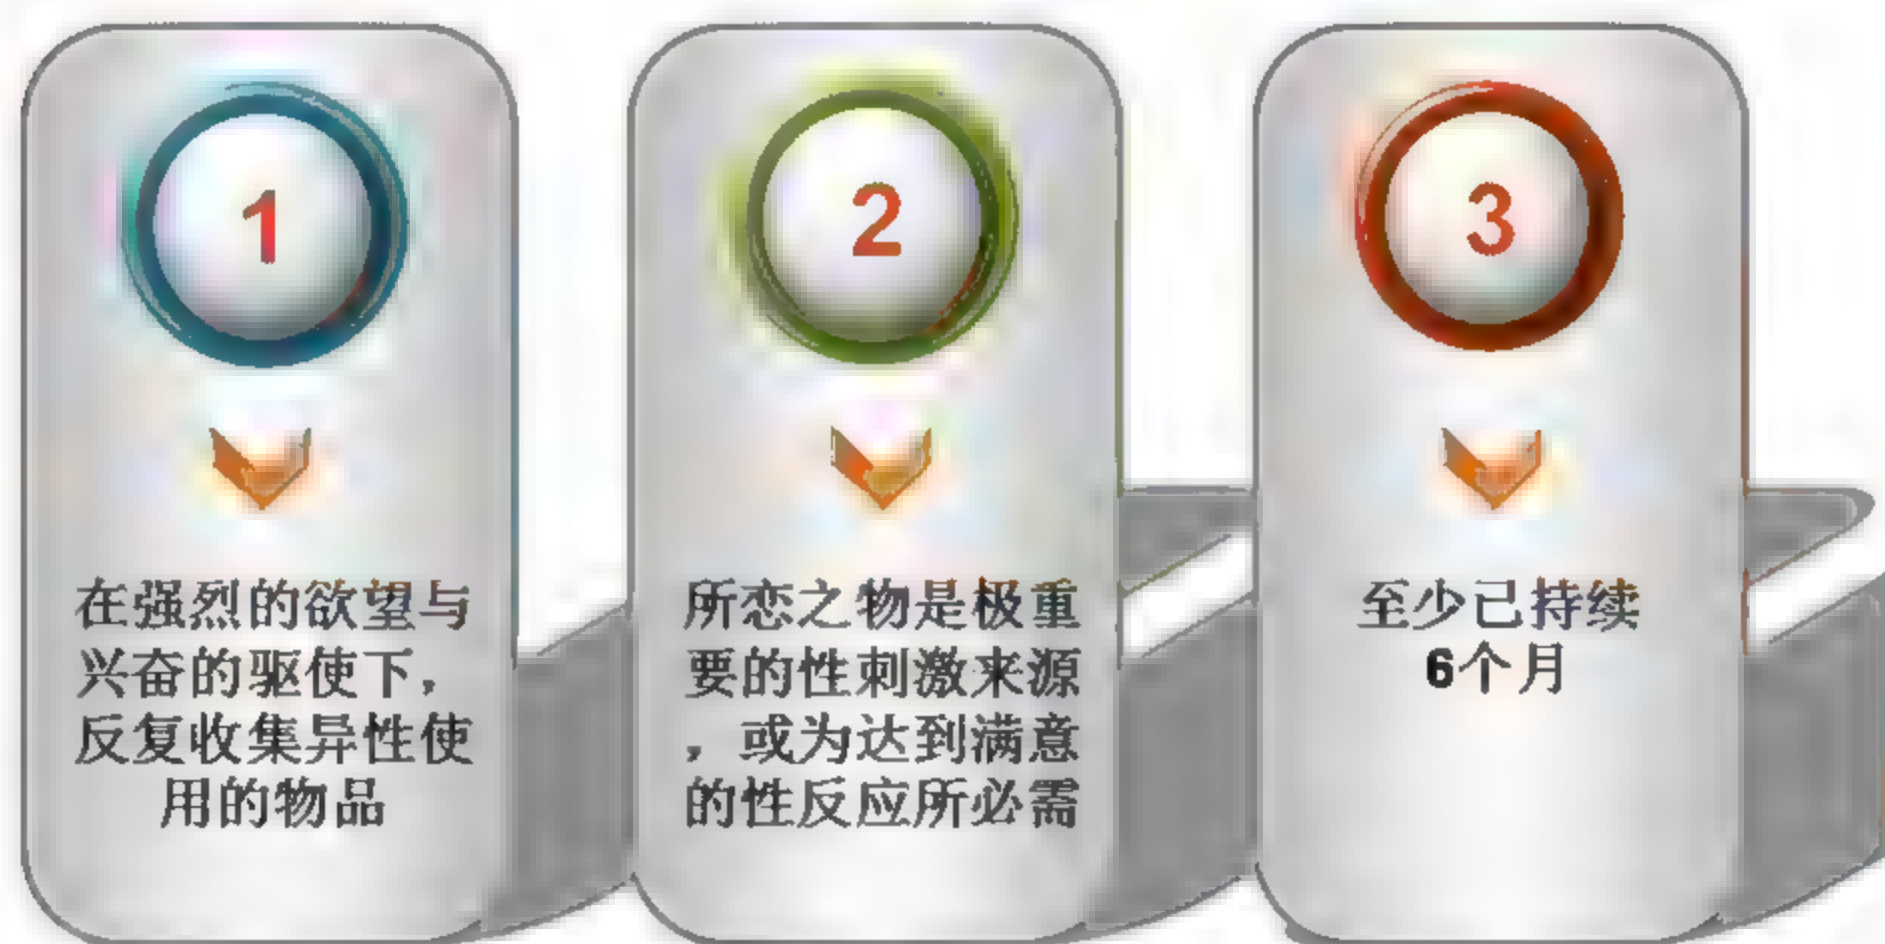 1
在强烈的欲望与
兴奋的驱使下，
反复收集异性使
用的物品
2
所恋之物是极重
要的性刺激来源
，或为达到满意
的性反应所必需
3
至少已持续
6个月